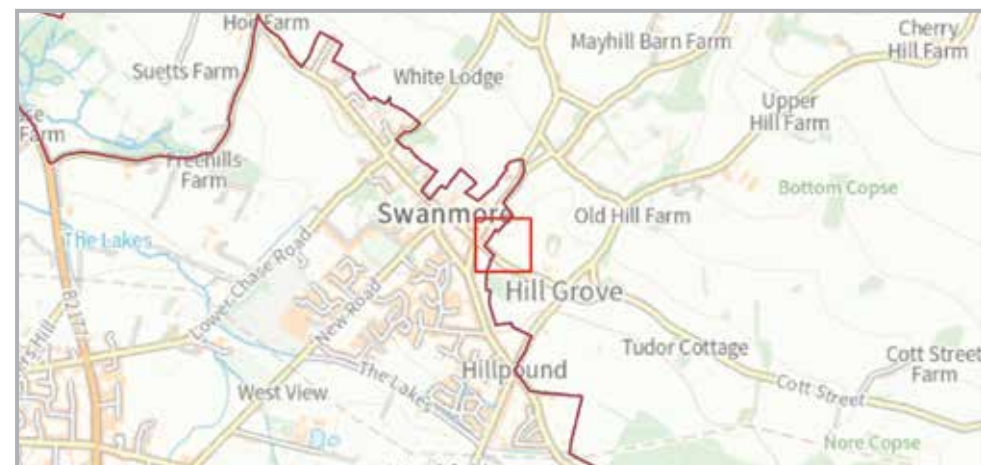 Hoe Farm
Cherry
Hill Farm
Mayhill Barn Farm
Suetts Farm
White Lodge
Upper
Hill Farm
Farm
Freehills
Farm
Bottom Copse
Swanmore
Old Hill Farm
The Lakes
Lower Chase Road
B2177
New Road
Hill Grove
Hill
Tudor Cottage
Cott Street
Farm
Hillpound
The Lakes
West View
Cott Street
Nore Copse